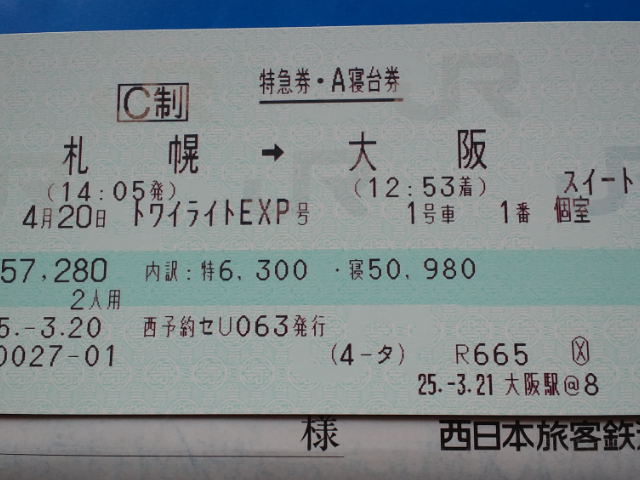 特急券・A寝台券
C制
札幌 → 大阪
(14:05発) (12:53着) スイート
4月20日 トワイライトEXP号 1号車 1番 個室
57,280 内訳:特6,300 ・寝50,980
2人用
5.-3.20 西予約セU063発行
0027-01 (4-タ) R665 Ⓧ
25.-3.21 大阪駅@8
様 西日本旅客鉄